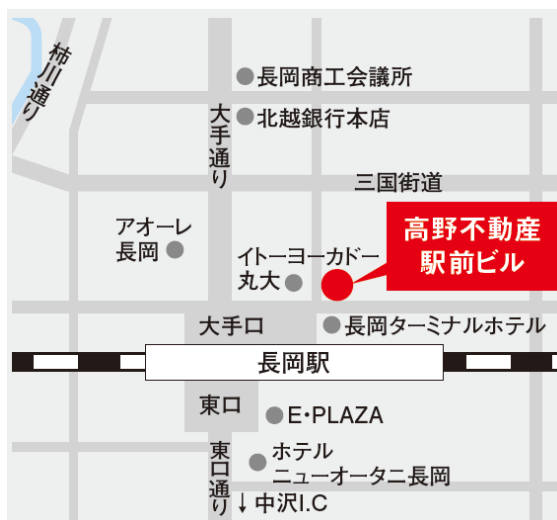 柿川通り
長岡商工会議所
北越銀行本店
大手通り
三国街道
アオーレ
長岡
イトーヨーカドー
丸大
高野不動産
駅前ビル
大手口
長岡ターミナルホテル
長岡駅
東口
E・PLAZA
東口通り
ホテル
ニューオータニ長岡
↓中沢I.C